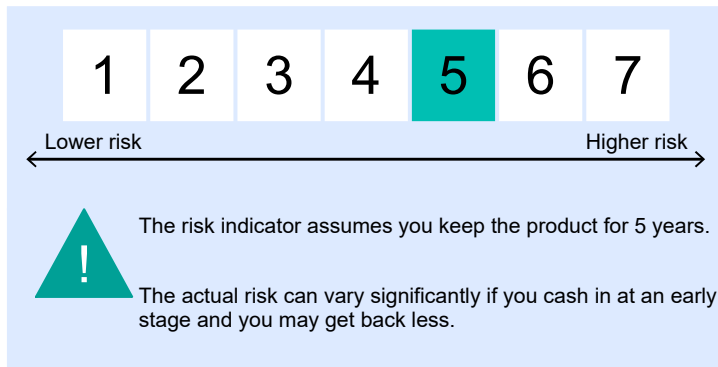 1 2 3 4 5 6 7
Lower risk Higher risk
!
The risk indicator assumes you keep the product for 5 years.
The actual risk can vary significantly if you cash in at an early
stage and you may get back less.